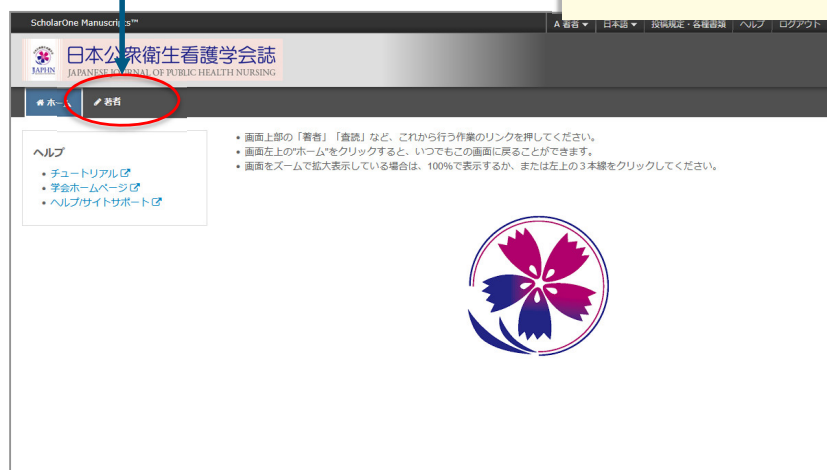 ScholarOne Manuscripts™
A 著者 日本語 投稿規定・各種書類 ヘルプ ログアウト
JAPHN
日本公衆衛生看護学会誌
JAPANESE JOURNAL OF PUBLIC HEALTH NURSING
ホーム 著者
ヘルプ
• チュートリアル
• 学会ホームページ
• ヘルプ/サイトサポート
• 画面上部の「著者」「査読」など、これから行う作業のリンクを押してください。
• 画面左上の"ホーム"をクリックすると、いつでもこの画面に戻ることができます。
• 画面をズームで拡大表示している場合は、100%で表示するか、または左上の３本線をクリックしてください。